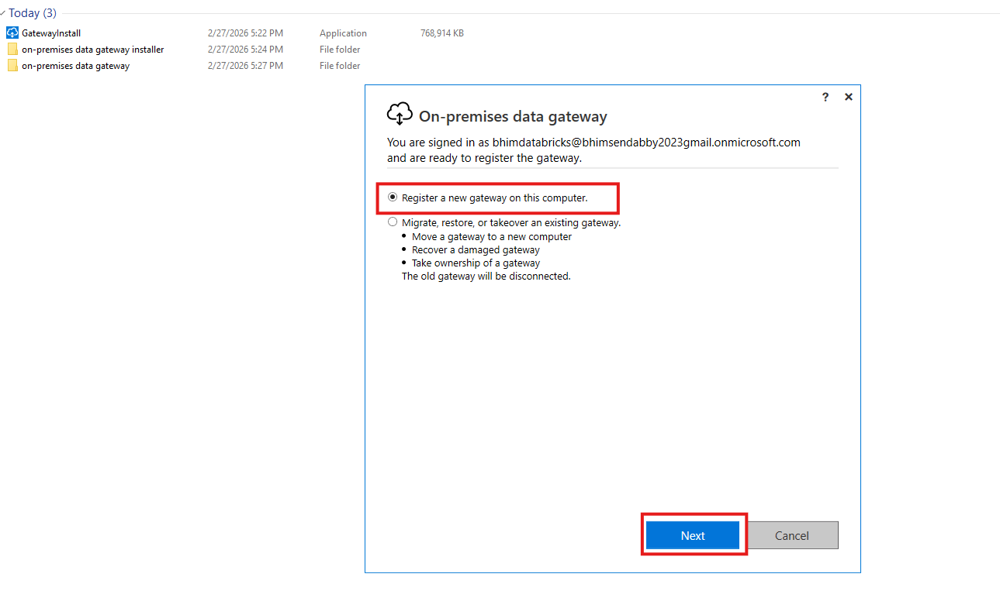 Today (3)
GatewayInstall 2/27/2026 5:22 PM Application 768,914 KB
on-premises data gateway installer 2/27/2026 5:24 PM File folder
on-premises data gateway 2/27/2026 5:27 PM File folder
?
On-premises data gateway
You are signed in as bhimdatabricks@bhimsendabby2023gmail.onmicrosoft.com
and are ready to register the gateway.
Register a new gateway on this computer.
Migrate, restore, or takeover an existing gateway.
• Move a gateway to a new computer
• Recover a damaged gateway
• Take ownership of a gateway
The old gateway will be disconnected.
Next Cancel